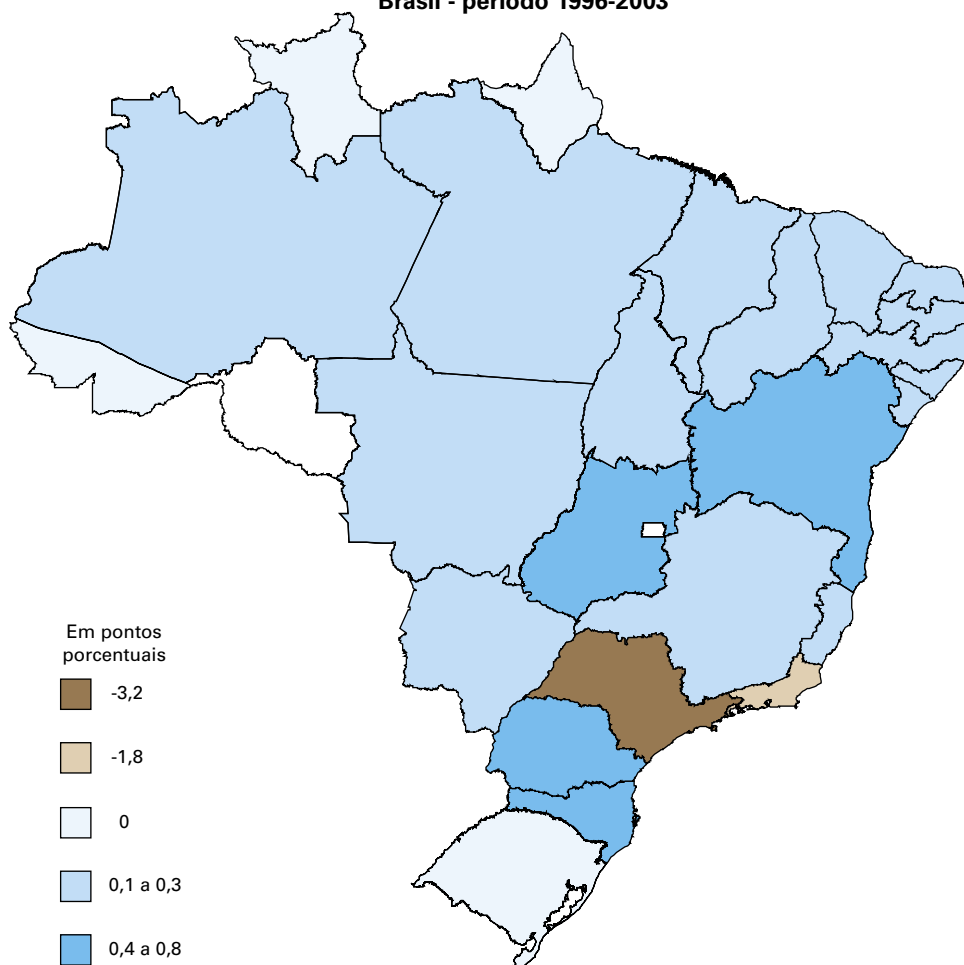 Brasil - período 1996-2003
Em pontos
porcentuais
-3,2
-1,8
0
0,1 a 0,3
0,4 a 0,8